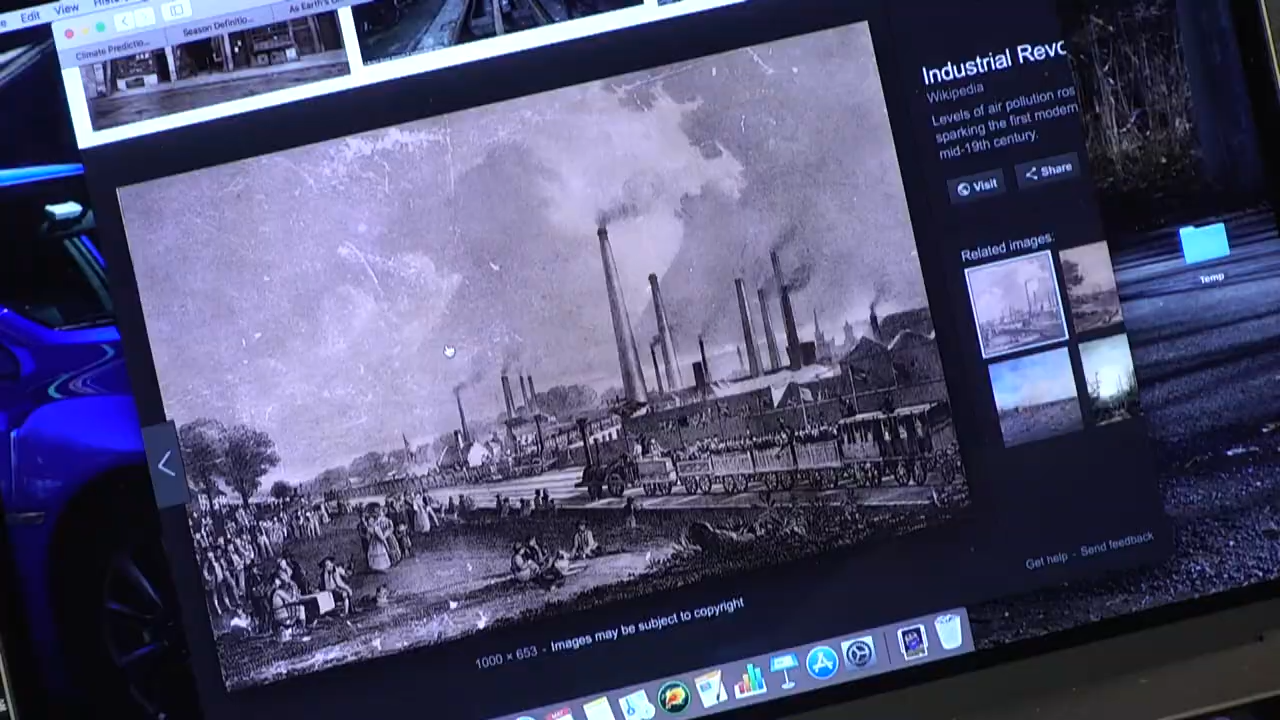 Edit View
Climate Predictio... Season Definitio... As Earth's
Industrial Revo
Wikipedia
Levels of air pollution ros
sparking the first modern
mid-19th century.
Visit Share
Related images:
Temp
Get help - Send feedback
1000 × 653 - Images may be subject to copyright